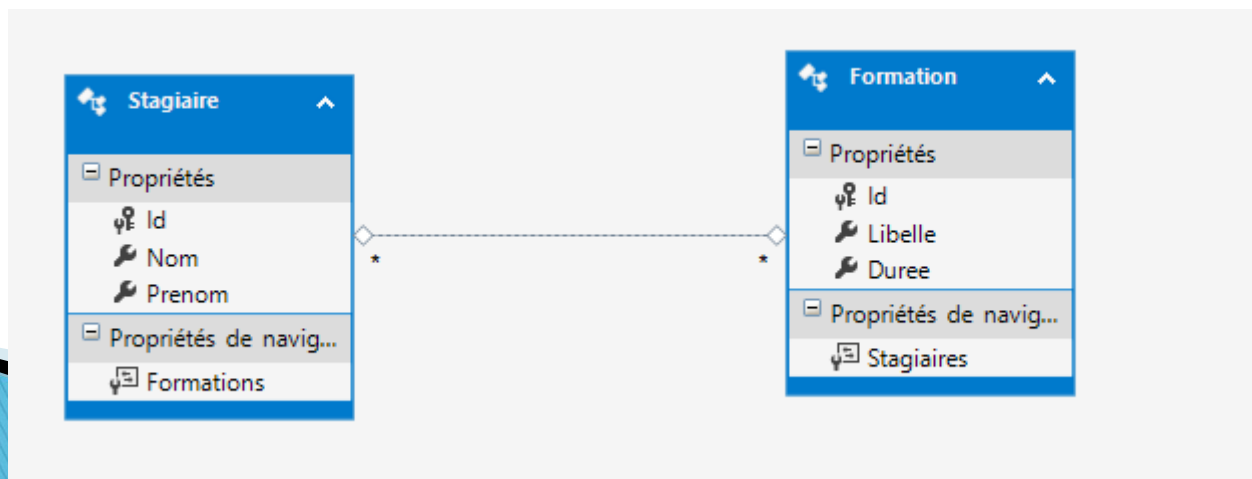 Stagiaire
Propriétés
Id
Nom
Prenom
Propriétés de navig...
Formations
*
*
Formation
Propriétés
Id
Libelle
Duree
Propriétés de navig...
Stagiaires